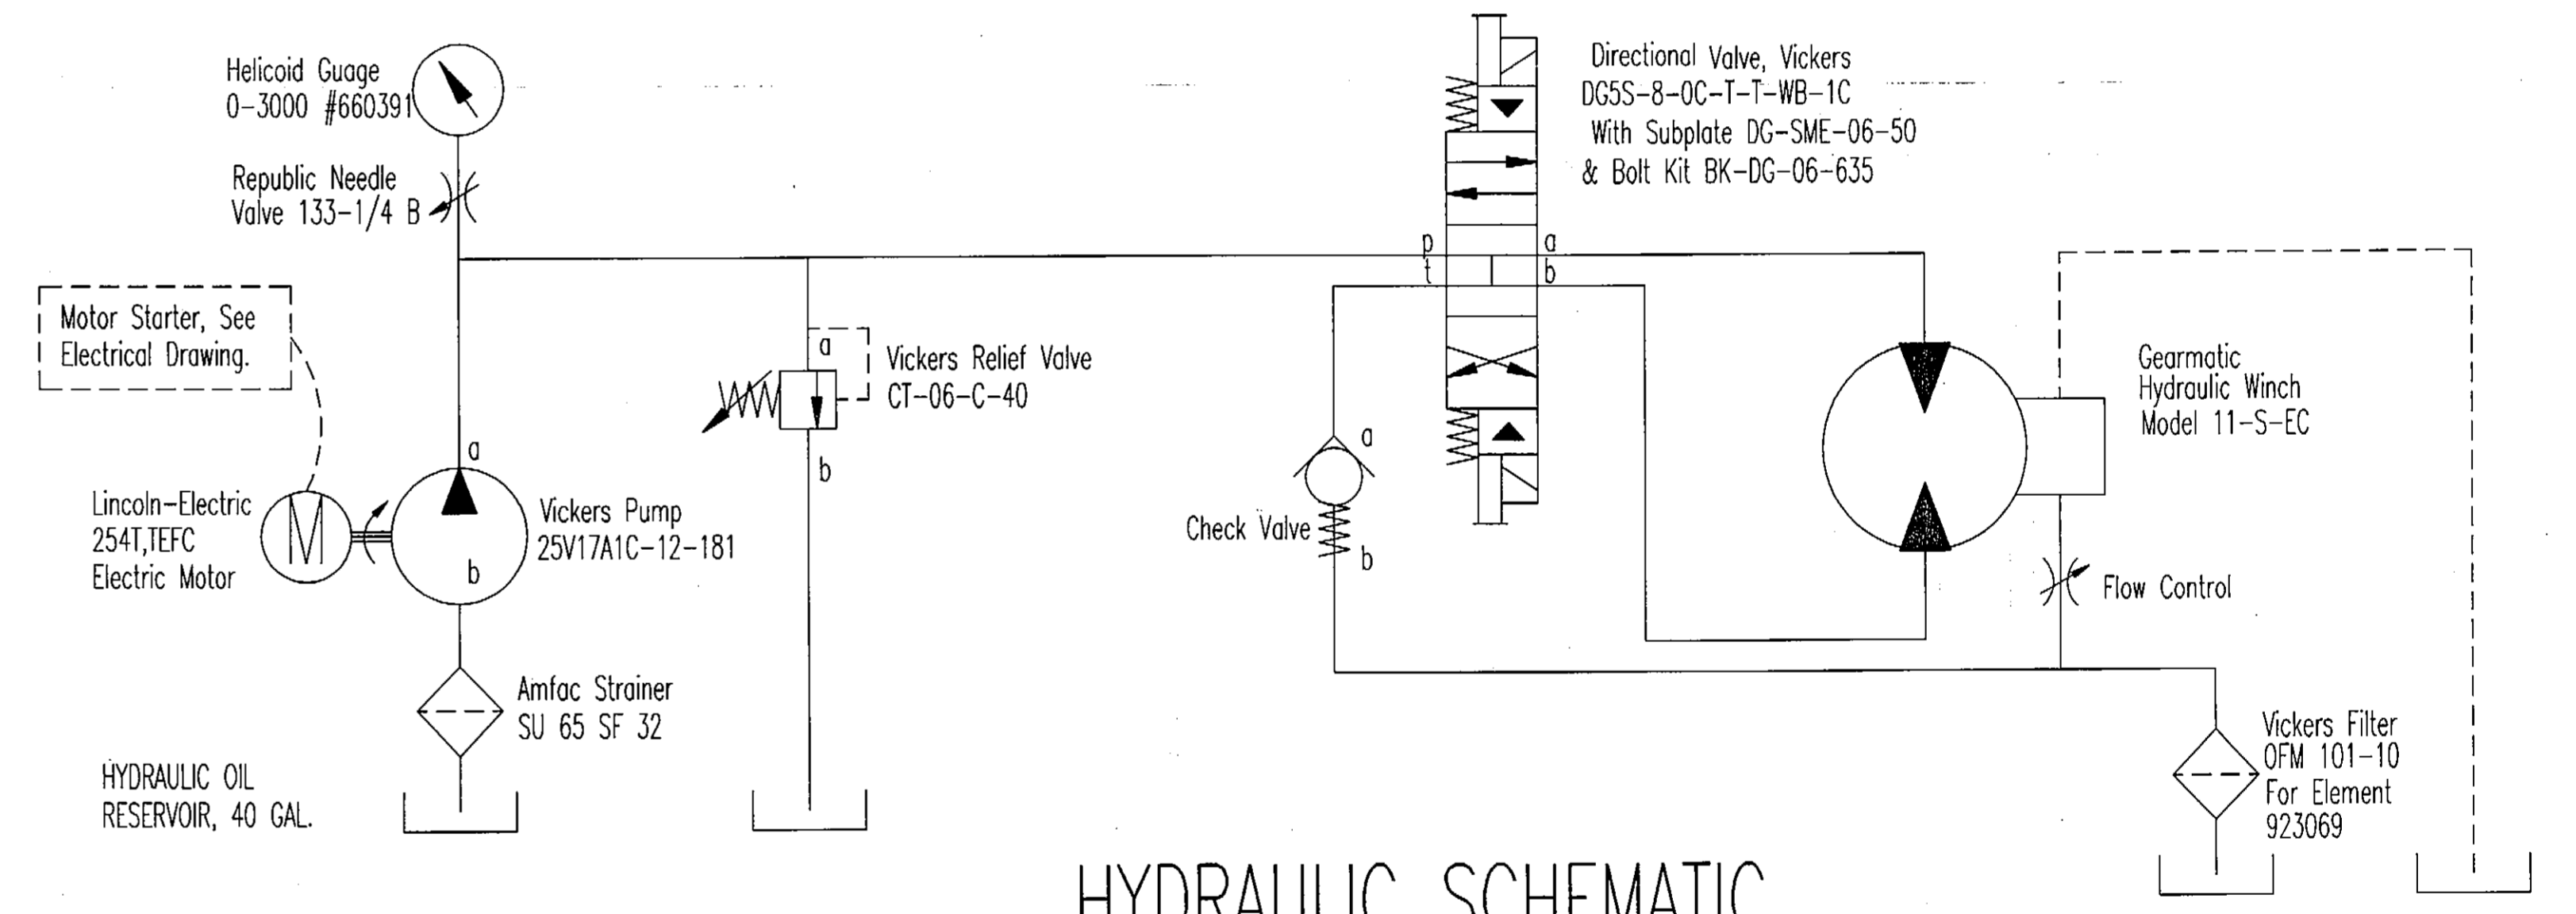 Helicoid Guage
0-3000 #660391
Republic Needle
Valve 133-1/4 B
Directional Valve, Vickers
DG5S-8-0C-T-T-WB-1C
With Subplate DG-SME-06-50
& Bolt Kit BK-DG-06-635
p
a
t
b
Motor Starter, See
Electrical Drawing.
a
Vickers Relief Valve
CT-06-C-40
b
Gearmatic
Hydraulic Winch
Model 11-S-EC
a
Check Valve
b
Flow Control
a
Lincoln-Electric
254T,TEFC
Electric Motor
M
b
Vickers Pump
25V17A1C-12-181
Amfac Strainer
SU 65 SF 32
HYDRAULIC OIL
RESERVOIR, 40 GAL.
Vickers Filter
OFM 101-10
For Element
923069
HYDRAULIC SCHEMATIC